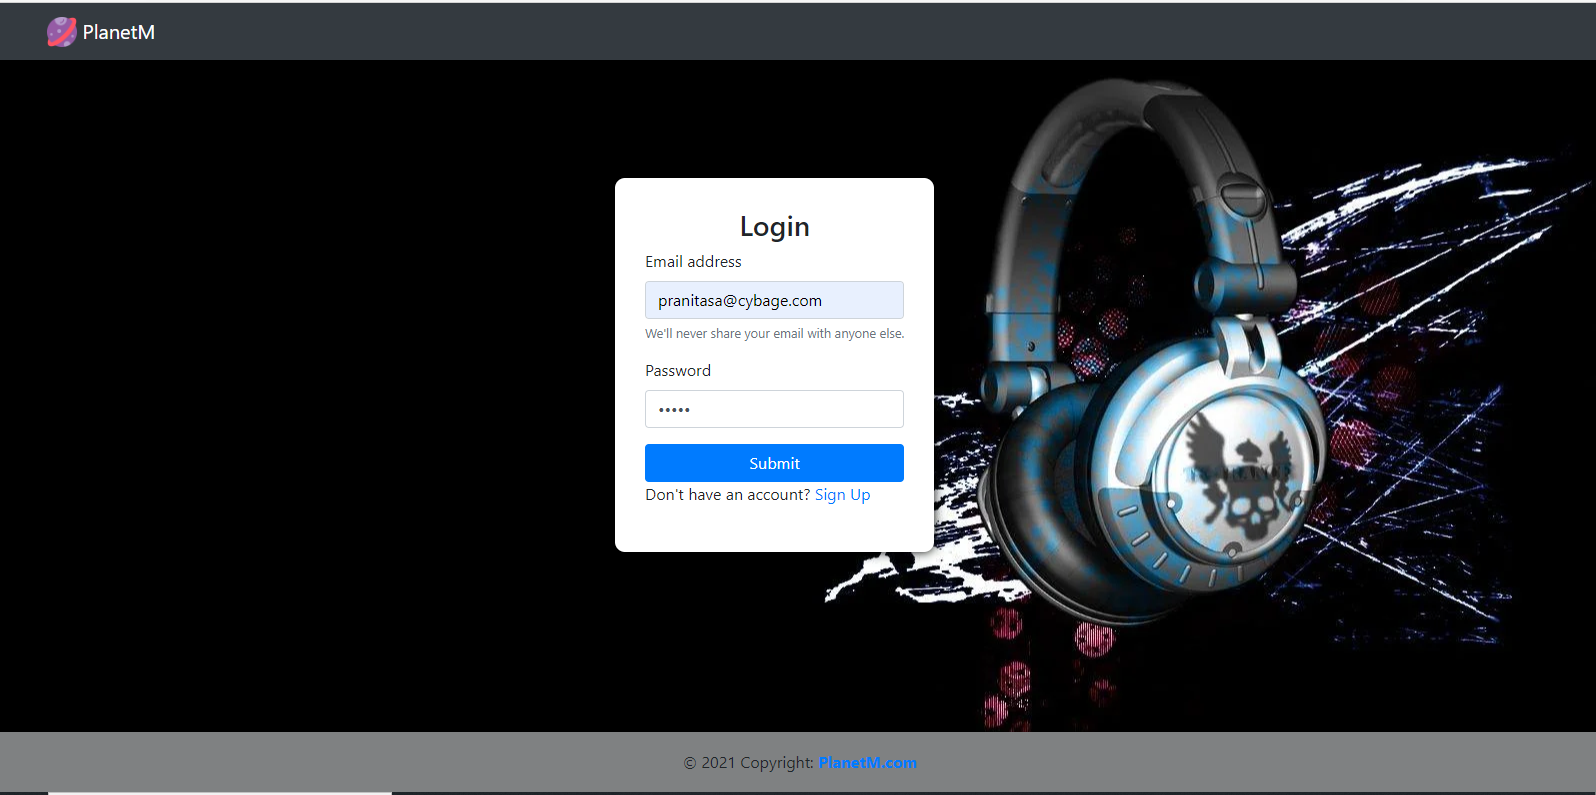 PlanetM
Login
Email address
pranitasa@cybage.com
We'll never share your email with anyone else.
Password
•••••
Submit
Don't have an account? Sign Up
© 2021 Copyright: PlanetM.com